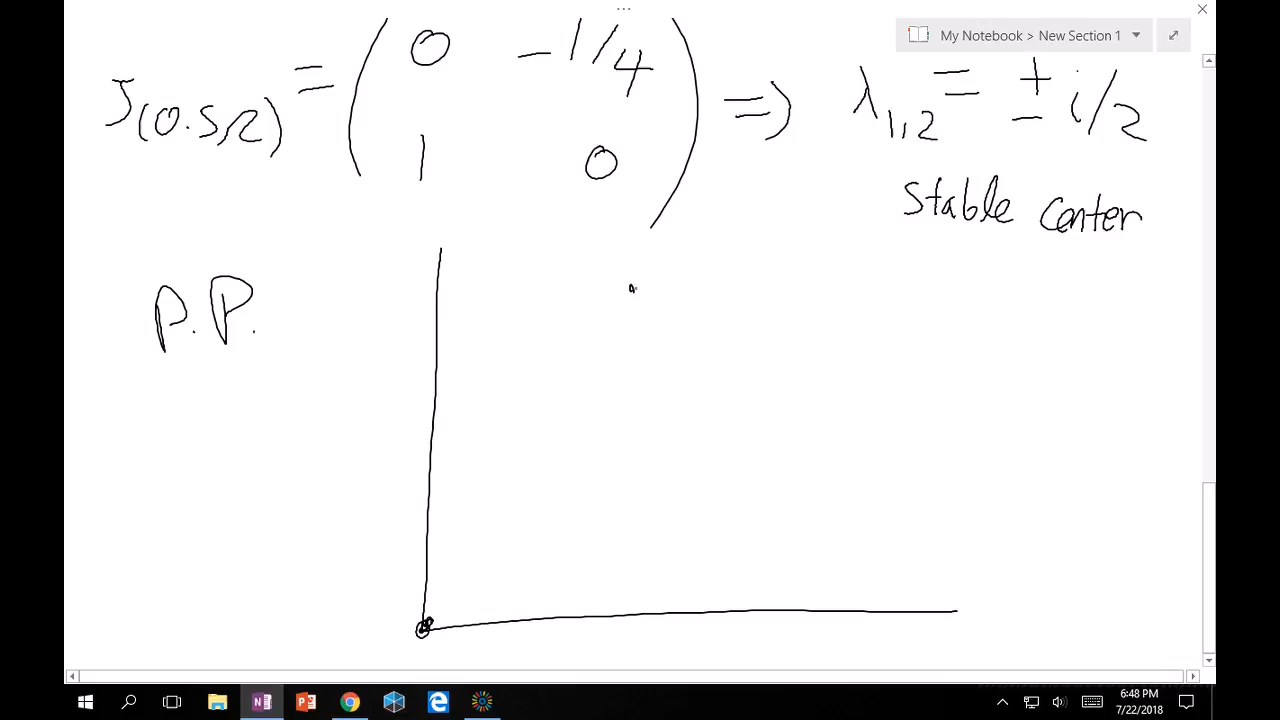 My Notebook > New Section 1
J(0.5,2) = ( 0 -1/4 => λ1,2 = ± i/2
1 0 )
stable center
P.P.
6:48 PM
7/22/2018